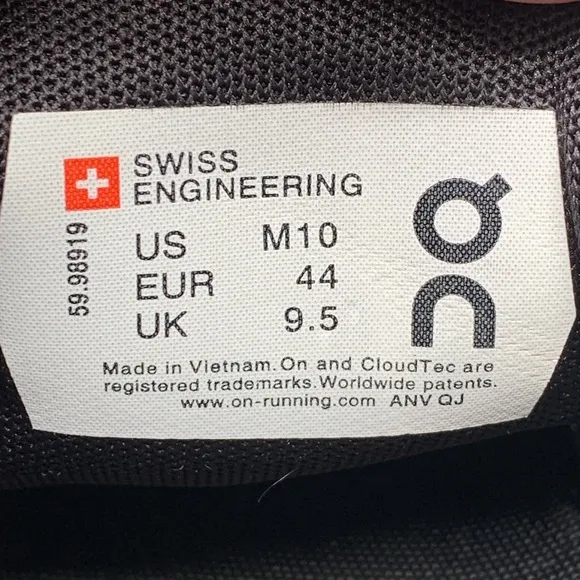 SWISS
ENGINEERING
59.98919
US M10
EUR 44
UK 9.5
Made in Vietnam. On and CloudTec are
registered trademarks. Worldwide patents.
www.on-running.com ANV QJ
On